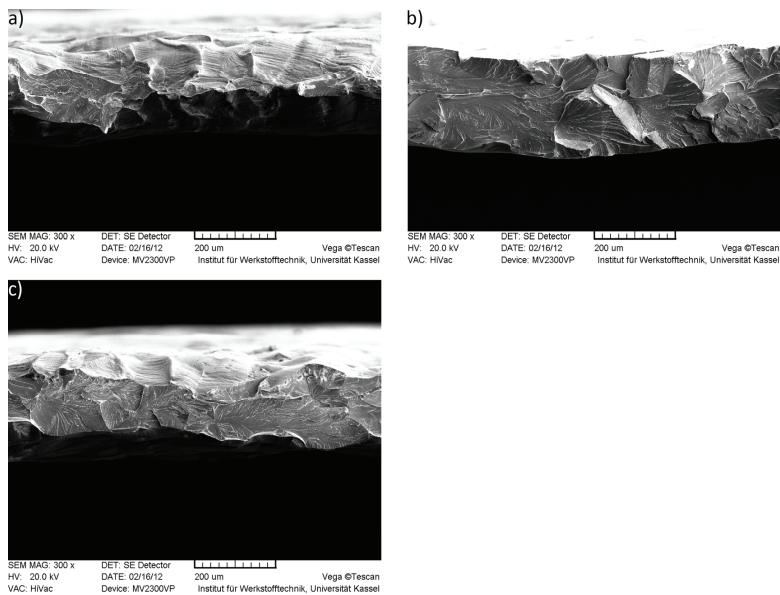 a)
SEM MAG: 300 x DET: SE Detector
HV: 20.0 kV DATE: 02/16/12 200 um Vega ©Tescan
VAC: HiVac Device: MV2300VP Institut für Werkstofftechnik, Universität Kassel
b)
SEM MAG: 300 x DET: SE Detector
HV: 20.0 kV DATE: 02/16/12 200 um Vega ©Tescan
VAC: HiVac Device: MV2300VP Institut für Werkstofftechnik, Universität Kassel
c)
SEM MAG: 300 x DET: SE Detector
HV: 20.0 kV DATE: 02/16/12 200 um Vega ©Tescan
VAC: HiVac Device: MV2300VP Institut für Werkstofftechnik, Universität Kassel